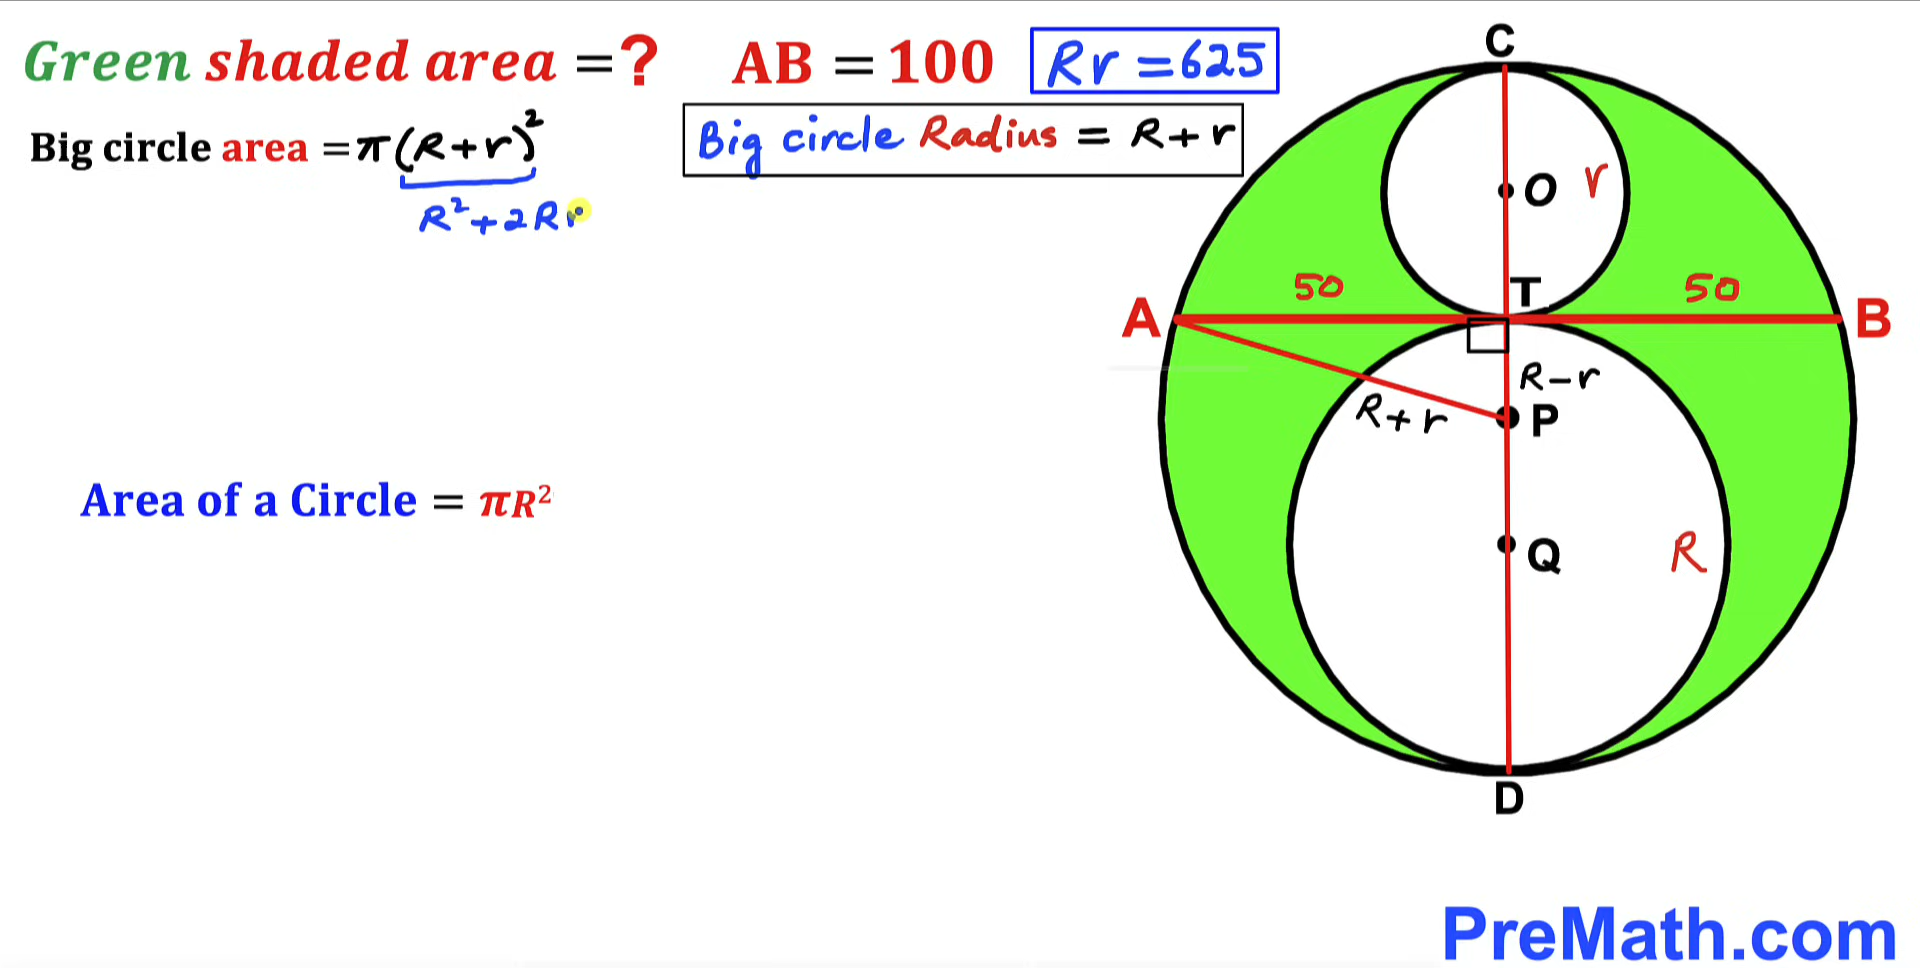 Green shaded area = ? AB = 100 Rr = 625
Big circle area = π(R+r)²
Big circle Radius = R+r
R²+2Rr
Area of a Circle = πR²
C
O r
50 T 50
A B
R-r
R+r P
Q R
D
PreMath.com